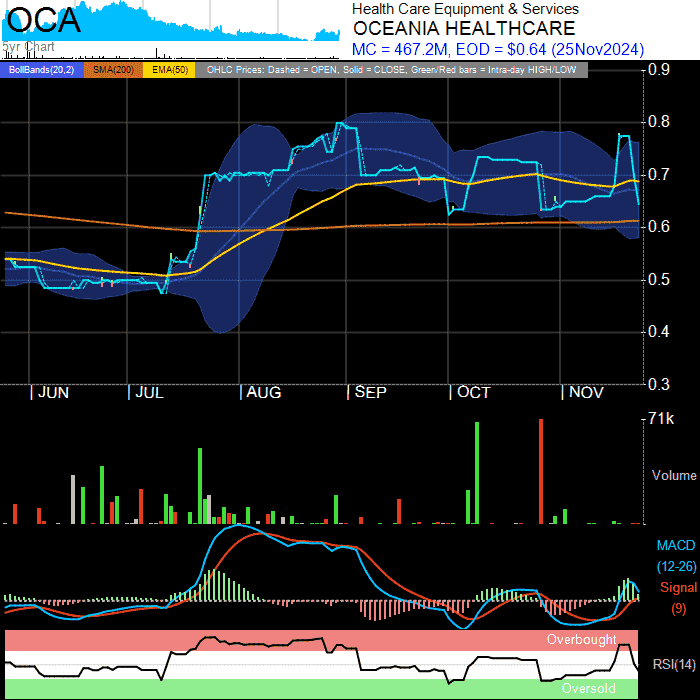 OCA
5yr Chart
Health Care Equipment & Services
OCEANIA HEALTHCARE
MC = 467.2M, EOD = $0.64 (25Nov2024)
BollBands(20,2) SMA(200) EMA(50) OHLC Prices: Dashed = OPEN, Solid = CLOSE, Green/Red bars = Intra-day HIGH/LOW
0.9
0.8
0.7
0.6
0.5
0.4
0.3
| JUN | JUL | AUG | SEP | OCT | NOV
71k
Volume
MACD
(12-26)
Signal
(9)
Overbought
RSI(14)
Oversold